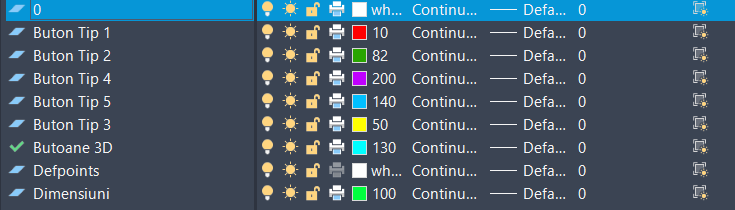 0 wh... Continu... Defa... 0
Buton Tip 1 10 Continu... Defa... 0
Buton Tip 2 82 Continu... Defa... 0
Buton Tip 4 200 Continu... Defa... 0
Buton Tip 5 140 Continu... Defa... 0
Buton Tip 3 50 Continu... Defa... 0
Butoane 3D 130 Continu... Defa... 0
Defpoints wh... Continu... Defa... 0
Dimensiuni 100 Continu... Defa... 0